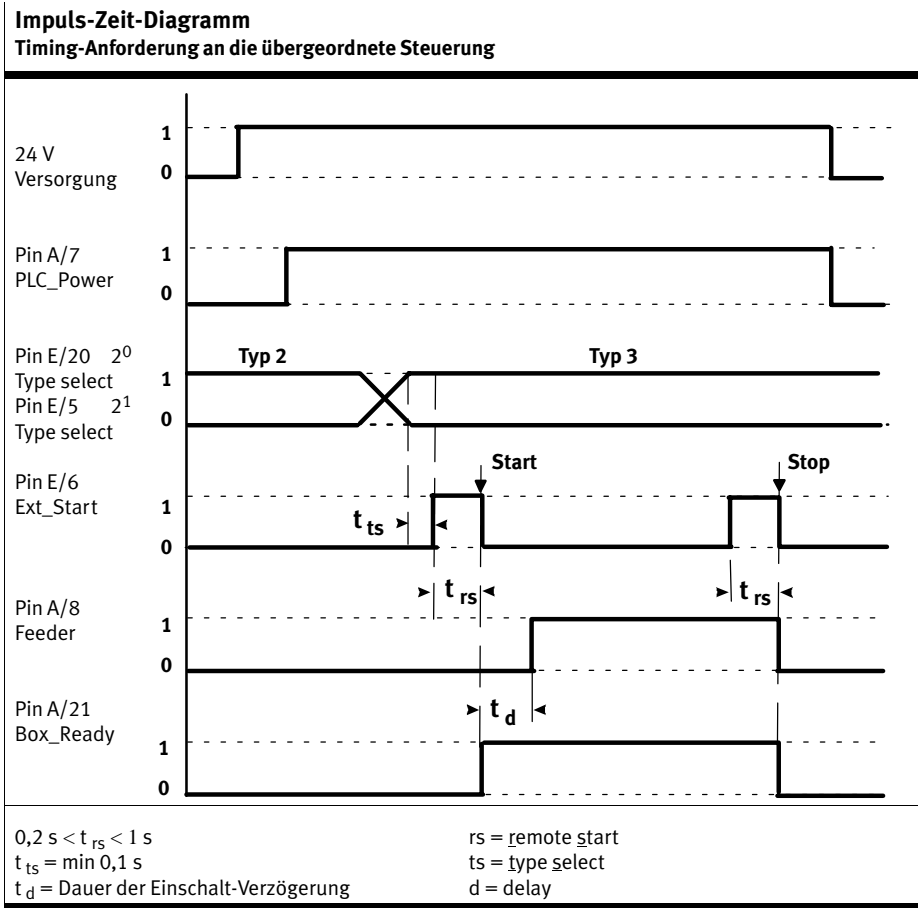 Impuls-Zeit-Diagramm
Timing-Anforderung an die übergeordnete Steuerung
24 V
Versorgung
1
0
Pin A/7
PLC_Power
1
0
Pin E/20 2⁰
Type select
Pin E/5 2¹
Type select
1
0
Typ 2
Typ 3
Pin E/6
Ext_Start
1
0
Start
Stop
t ts
t rs
t rs
Pin A/8
Feeder
1
0
t d
Pin A/21
Box_Ready
1
0
0,2 s < t rs < 1 s
rs = remote start
t ts = min 0,1 s
ts = type select
t d = Dauer der Einschalt-Verzögerung
d = delay